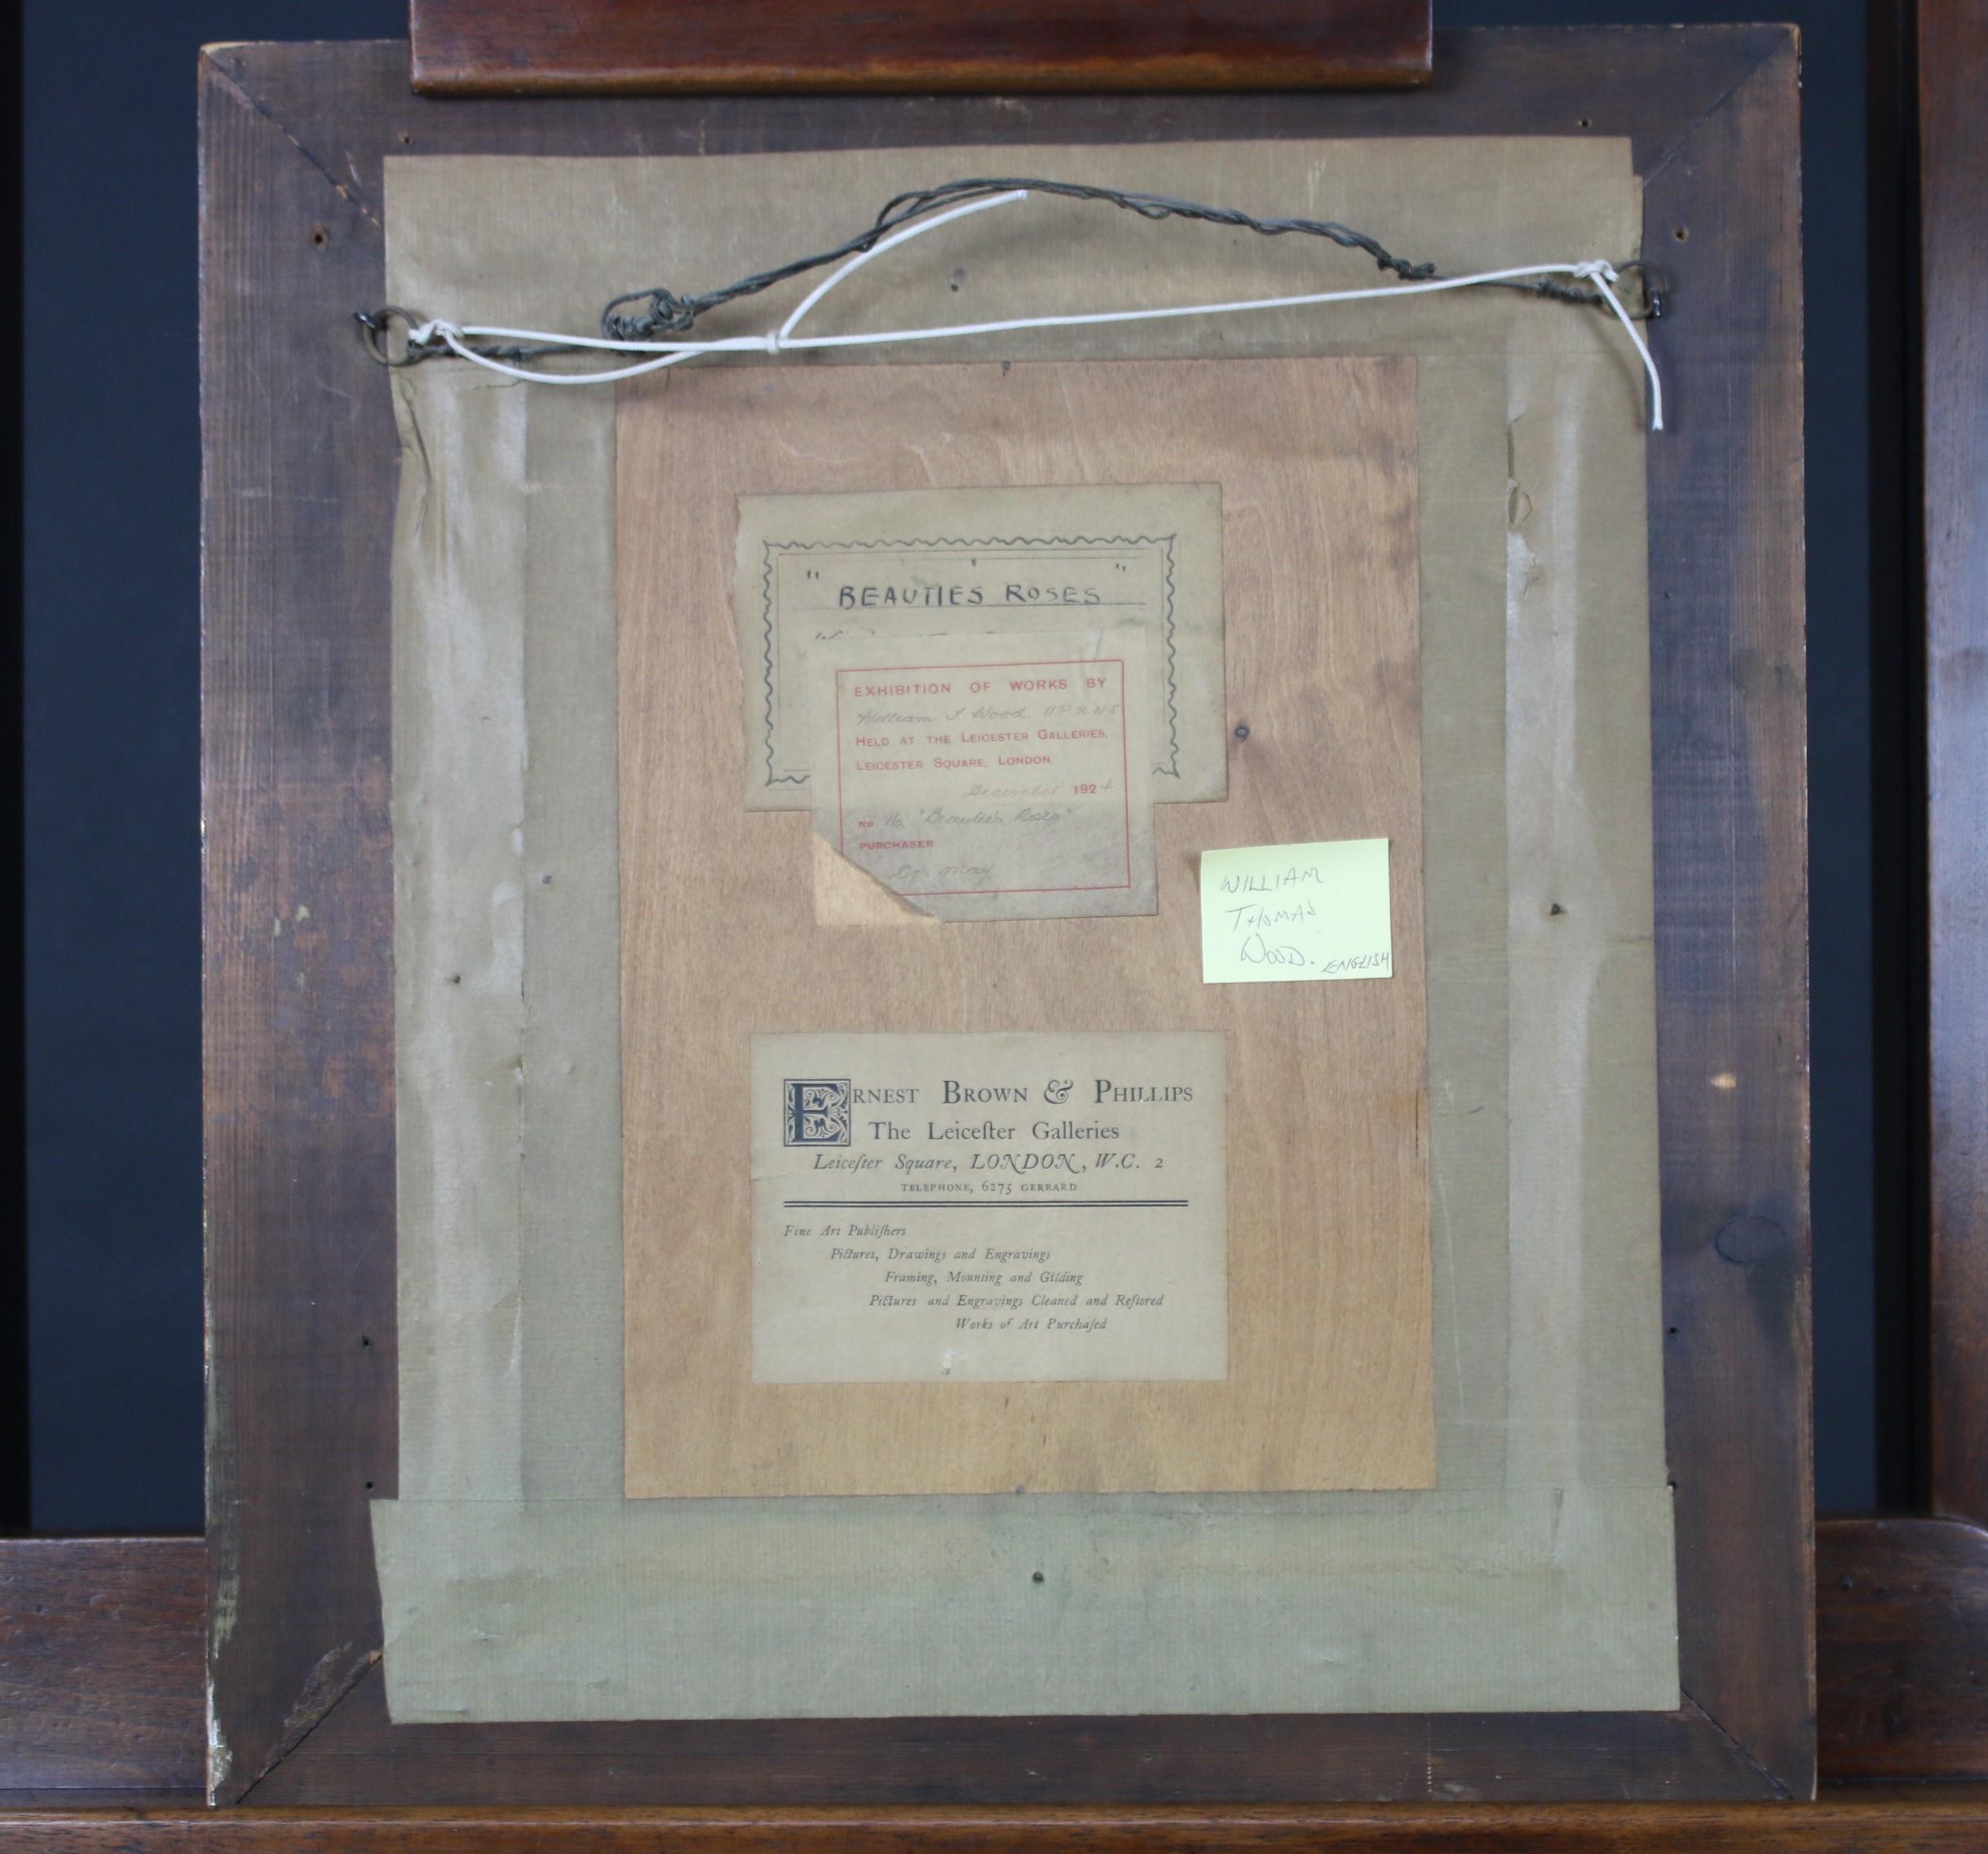 " BEAUTIES ROSES "
EXHIBITION OF WORKS BY
William T Wood
HELD AT THE LEICESTER GALLERIES,
LEICESTER SQUARE, LONDON
December 1924
No. "Beauties Roses"
PURCHASER
May
WILLIAM
THOMAS
WOOD. ENGLISH
ERNEST BROWN & PHILLIPS
The Leiceſter Galleries
Leiceſter Square, LONDON, W.C. 2
TELEPHONE, 6275 GERRARD
Fine Art Publiſhers
Pictures, Drawings and Engravings
Framing, Mounting and Gilding
Pictures and Engravings Cleaned and Reſtored
Works of Art Purchaſed